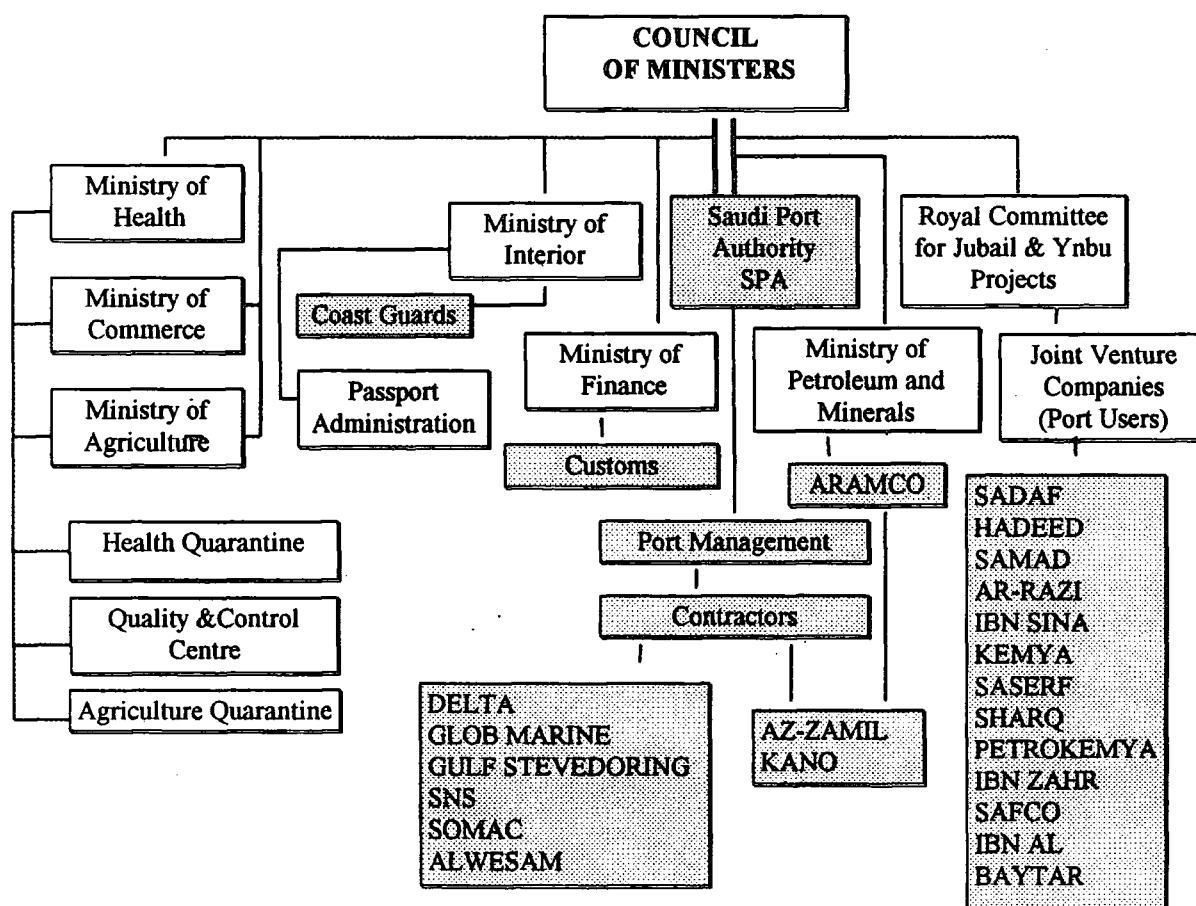 COUNCIL
OF MINISTERS
Ministry of
Health
Ministry of
Interior
Saudi Port
Authority
SPA
Royal Committee
for Jubail & Ynbu
Projects
Ministry of
Commerce
Coast Guards
Ministry of
Finance
Ministry of
Petroleum and
Minerals
Joint Venture
Companies
(Port Users)
Ministry of
Agriculture
Passport
Administration
Customs
ARAMCO
Health Quarantine
Port Management
Quality &Control
Centre
Contractors
Agriculture Quarantine
DELTA
GLOB MARINE
GULF STEVEDORING
SNS
SOMAC
ALWESAM
AZ-ZAMIL
KANO
SADAF
HADEED
SAMAD
AR-RAZI
IBN SINA
KEMYA
SASERF
SHARQ
PETROKEMYA
IBN ZAHR
SAFCO
IBN AL
BAYTAR